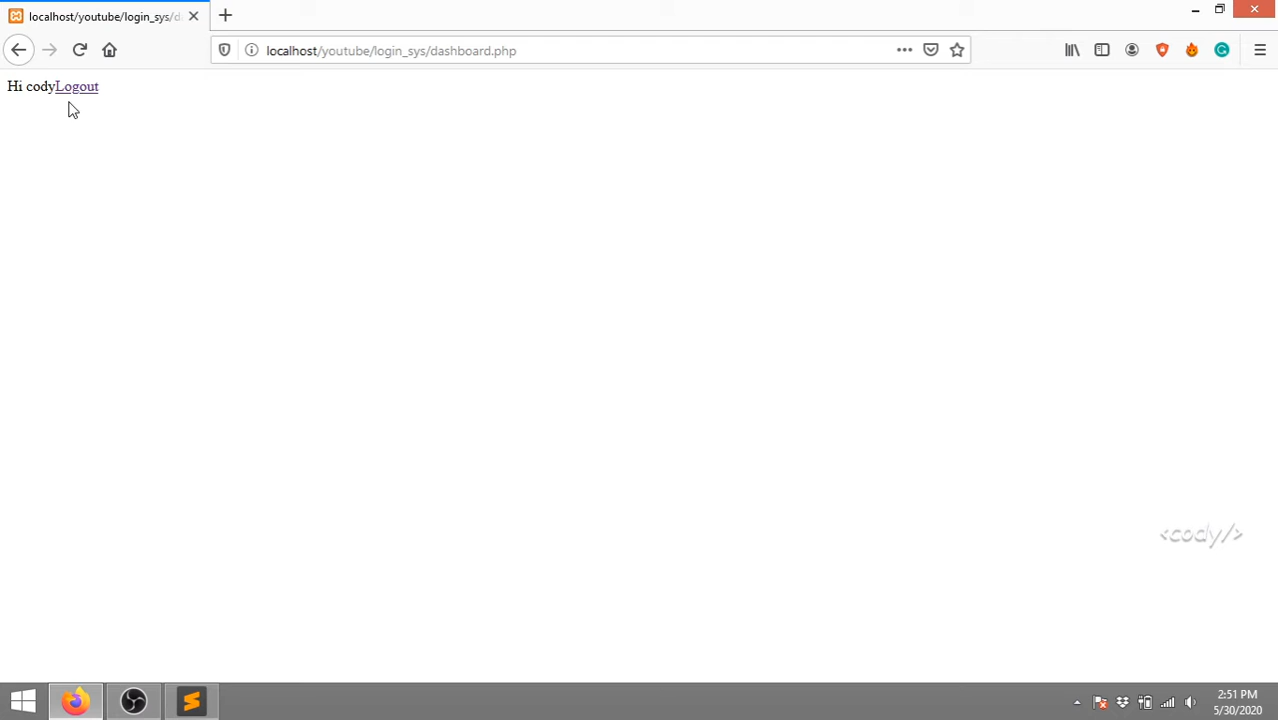 localhost/youtube/login_sys/d
localhost/youtube/login_sys/dashboard.php
Hi codyLogout
<cody/>
2:51 PM
5/30/2020